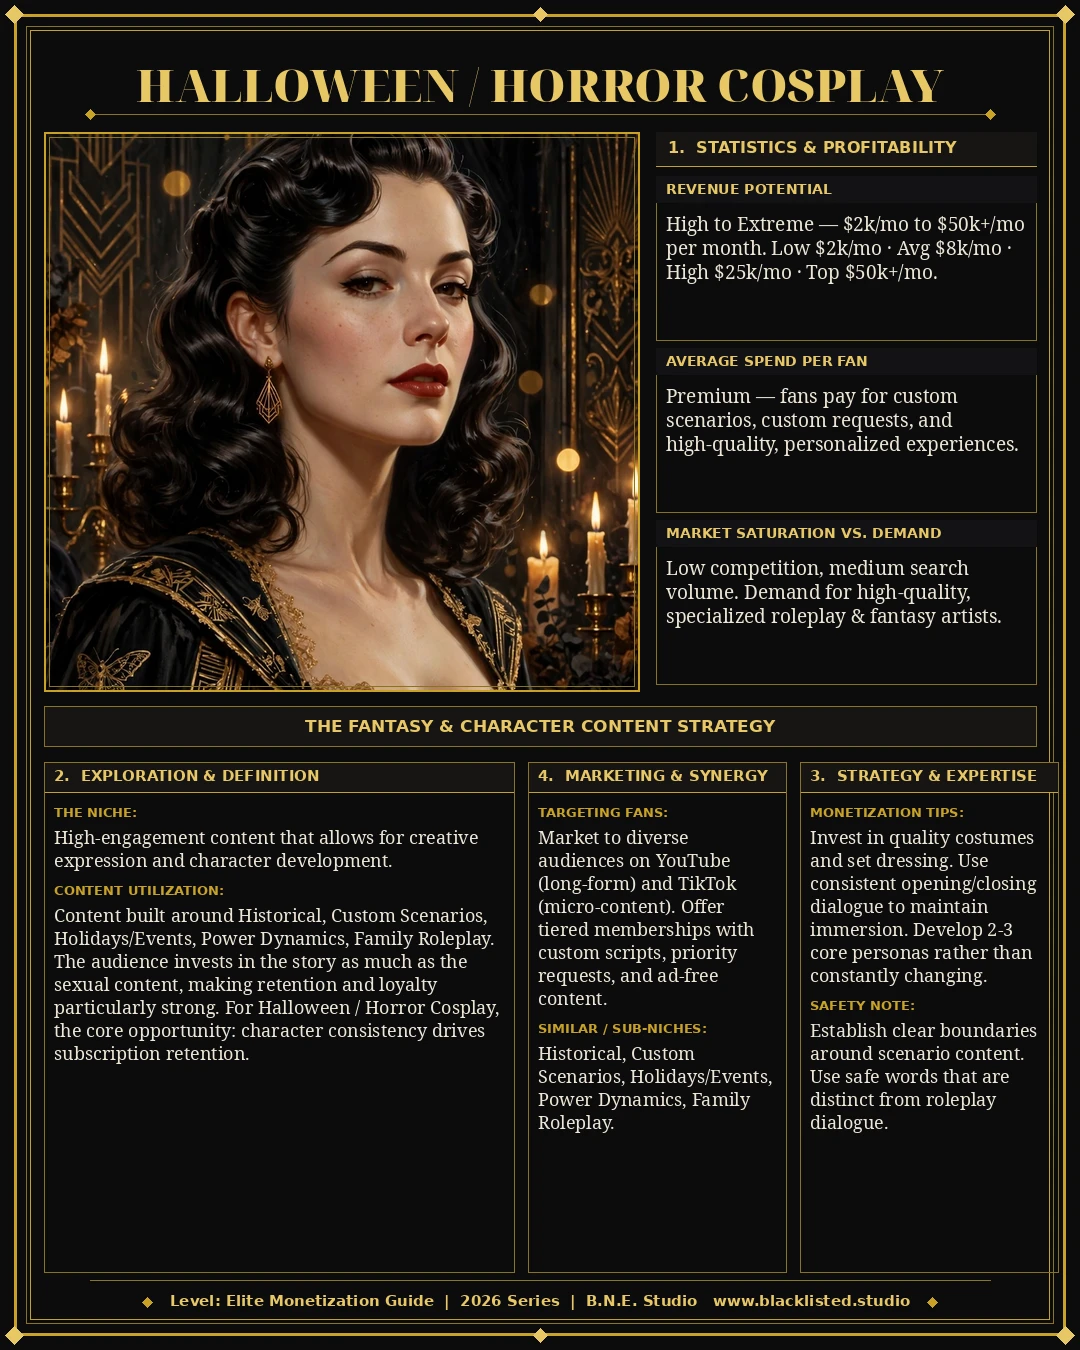 HALLOWEEN / HORROR COSPLAY
1. STATISTICS & PROFITABILITY
REVENUE POTENTIAL
High to Extreme — $2k/mo to $50k+/mo
per month. Low $2k/mo · Avg $8k/mo ·
High $25k/mo · Top $50k+/mo.
AVERAGE SPEND PER FAN
Premium — fans pay for custom
scenarios, custom requests, and
high-quality, personalized experiences.
MARKET SATURATION VS. DEMAND
Low competition, medium search
volume. Demand for high-quality,
specialized roleplay & fantasy artists.
THE FANTASY & CHARACTER CONTENT STRATEGY
2. EXPLORATION & DEFINITION
THE NICHE:
High-engagement content that allows for creative
expression and character development.
CONTENT UTILIZATION:
Content built around Historical, Custom Scenarios,
Holidays/Events, Power Dynamics, Family Roleplay.
The audience invests in the story as much as the
sexual content, making retention and loyalty
particularly strong. For Halloween / Horror Cosplay,
the core opportunity: character consistency drives
subscription retention.
4. MARKETING & SYNERGY
TARGETING FANS:
Market to diverse
audiences on YouTube
(long-form) and TikTok
(micro-content). Offer
tiered memberships with
custom scripts, priority
requests, and ad-free
content.
SIMILAR / SUB-NICHES:
Historical, Custom
Scenarios, Holidays/Events,
Power Dynamics, Family
Roleplay.
3. STRATEGY & EXPERTISE
MONETIZATION TIPS:
Invest in quality costumes
and set dressing. Use
consistent opening/closing
dialogue to maintain
immersion. Develop 2-3
core personas rather than
constantly changing.
SAFETY NOTE:
Establish clear boundaries
around scenario content.
Use safe words that are
distinct from roleplay
dialogue.
Level: Elite Monetization Guide | 2026 Series | B.N.E. Studio www.blacklisted.studio